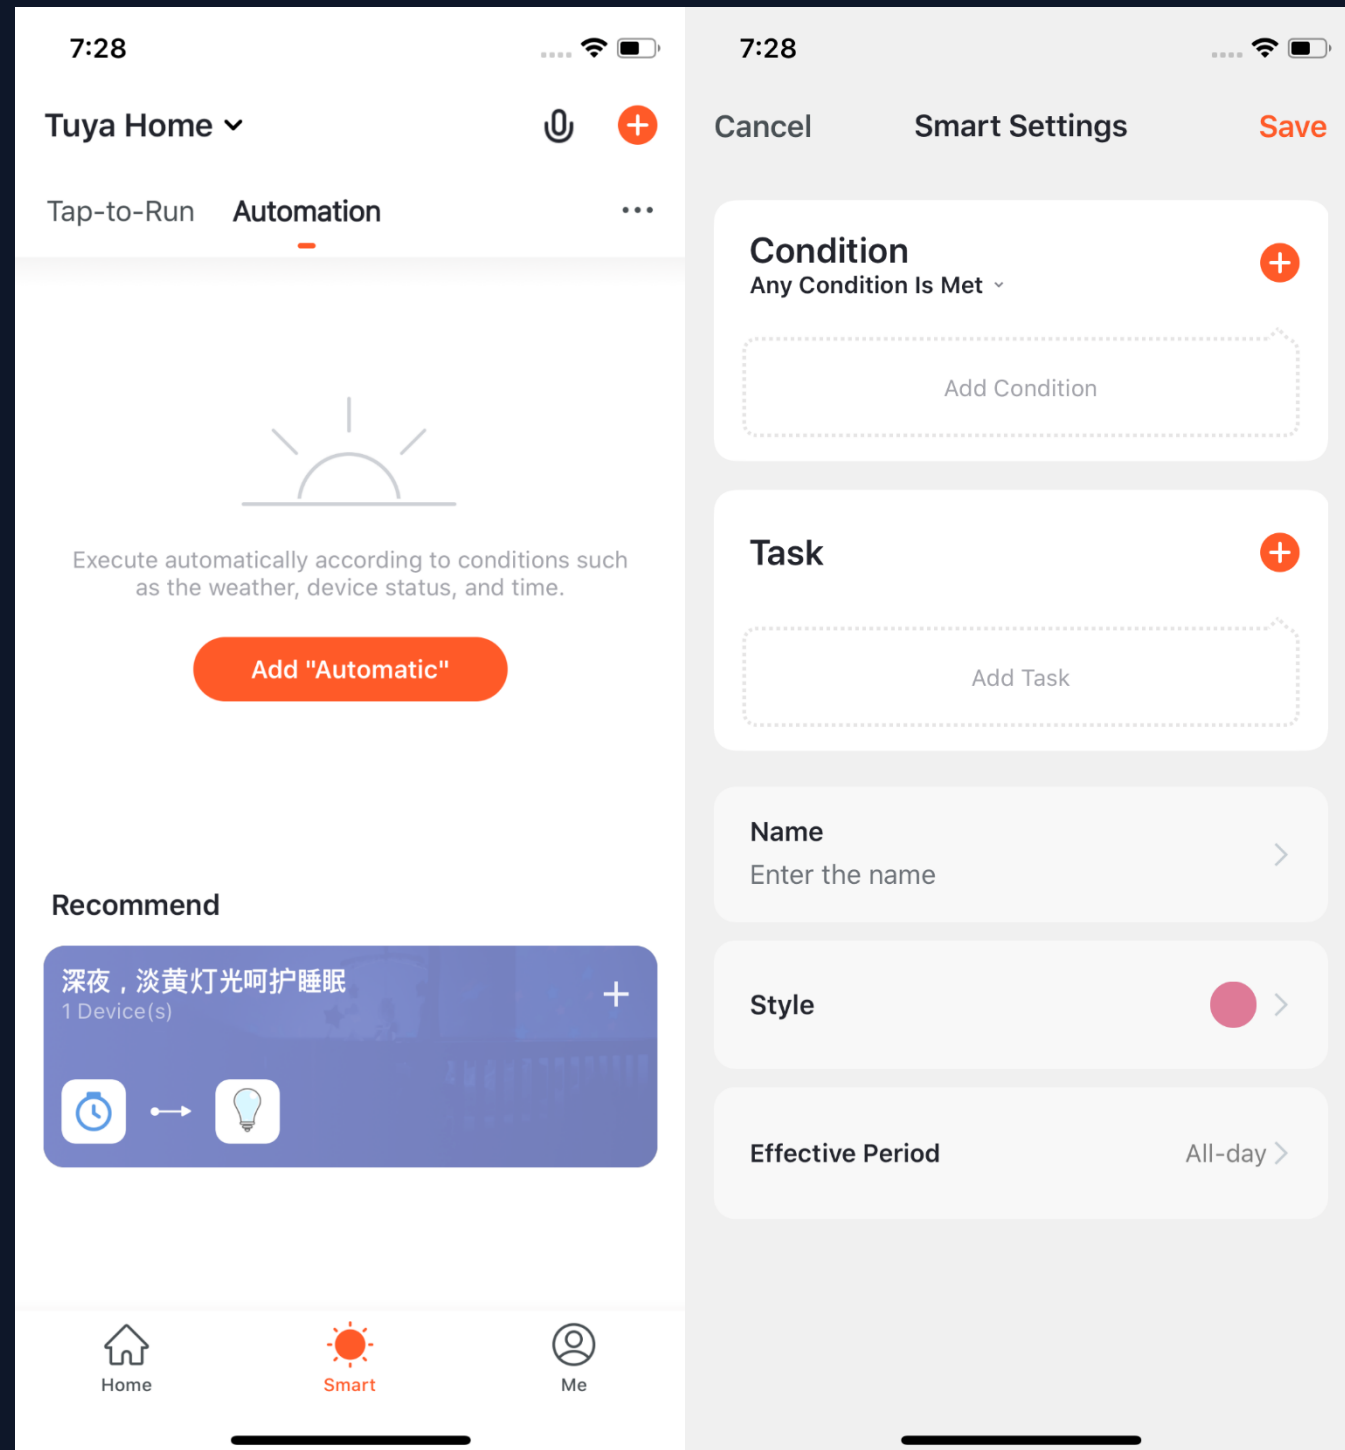 7:28
Tuya Home
Tap-to-Run Automation
Execute automatically according to conditions such
as the weather, device status, and time.
Add "Automatic"
Recommend
深夜，淡黄灯光呵护睡眠
1 Device(s)
Home Smart Me
7:28
Cancel Smart Settings Save
Condition
Any Condition Is Met
Add Condition
Task
Add Task
Name
Enter the name
Style
Effective Period All-day